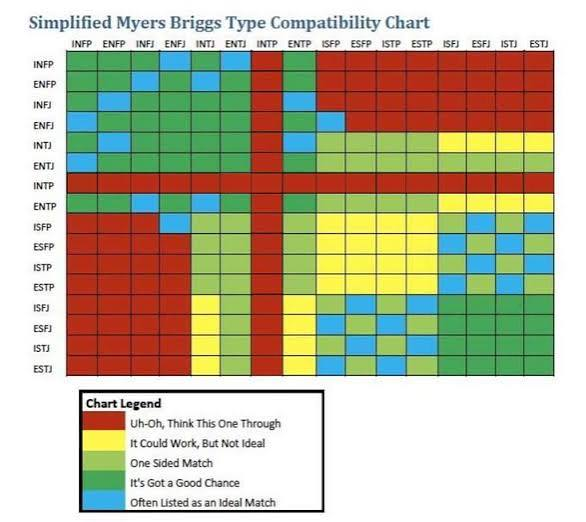 Simplified Myers Briggs Type Compatibility Chart
INFP ENFP INFJ ENFJ INTJ ENTJ INTP ENTP ISFP ESFP ISTP ESTP ISFJ ESFJ ISTJ ESTJ
INFP
ENFP
INFJ
ENFJ
INTJ
ENTJ
INTP
ENTP
ISFP
ESFP
ISTP
ESTP
ISFJ
ESFJ
ISTJ
ESTJ
Chart Legend
Uh-Oh, Think This One Through
It Could Work, But Not Ideal
One Sided Match
It's Got a Good Chance
Often Listed as an Ideal Match